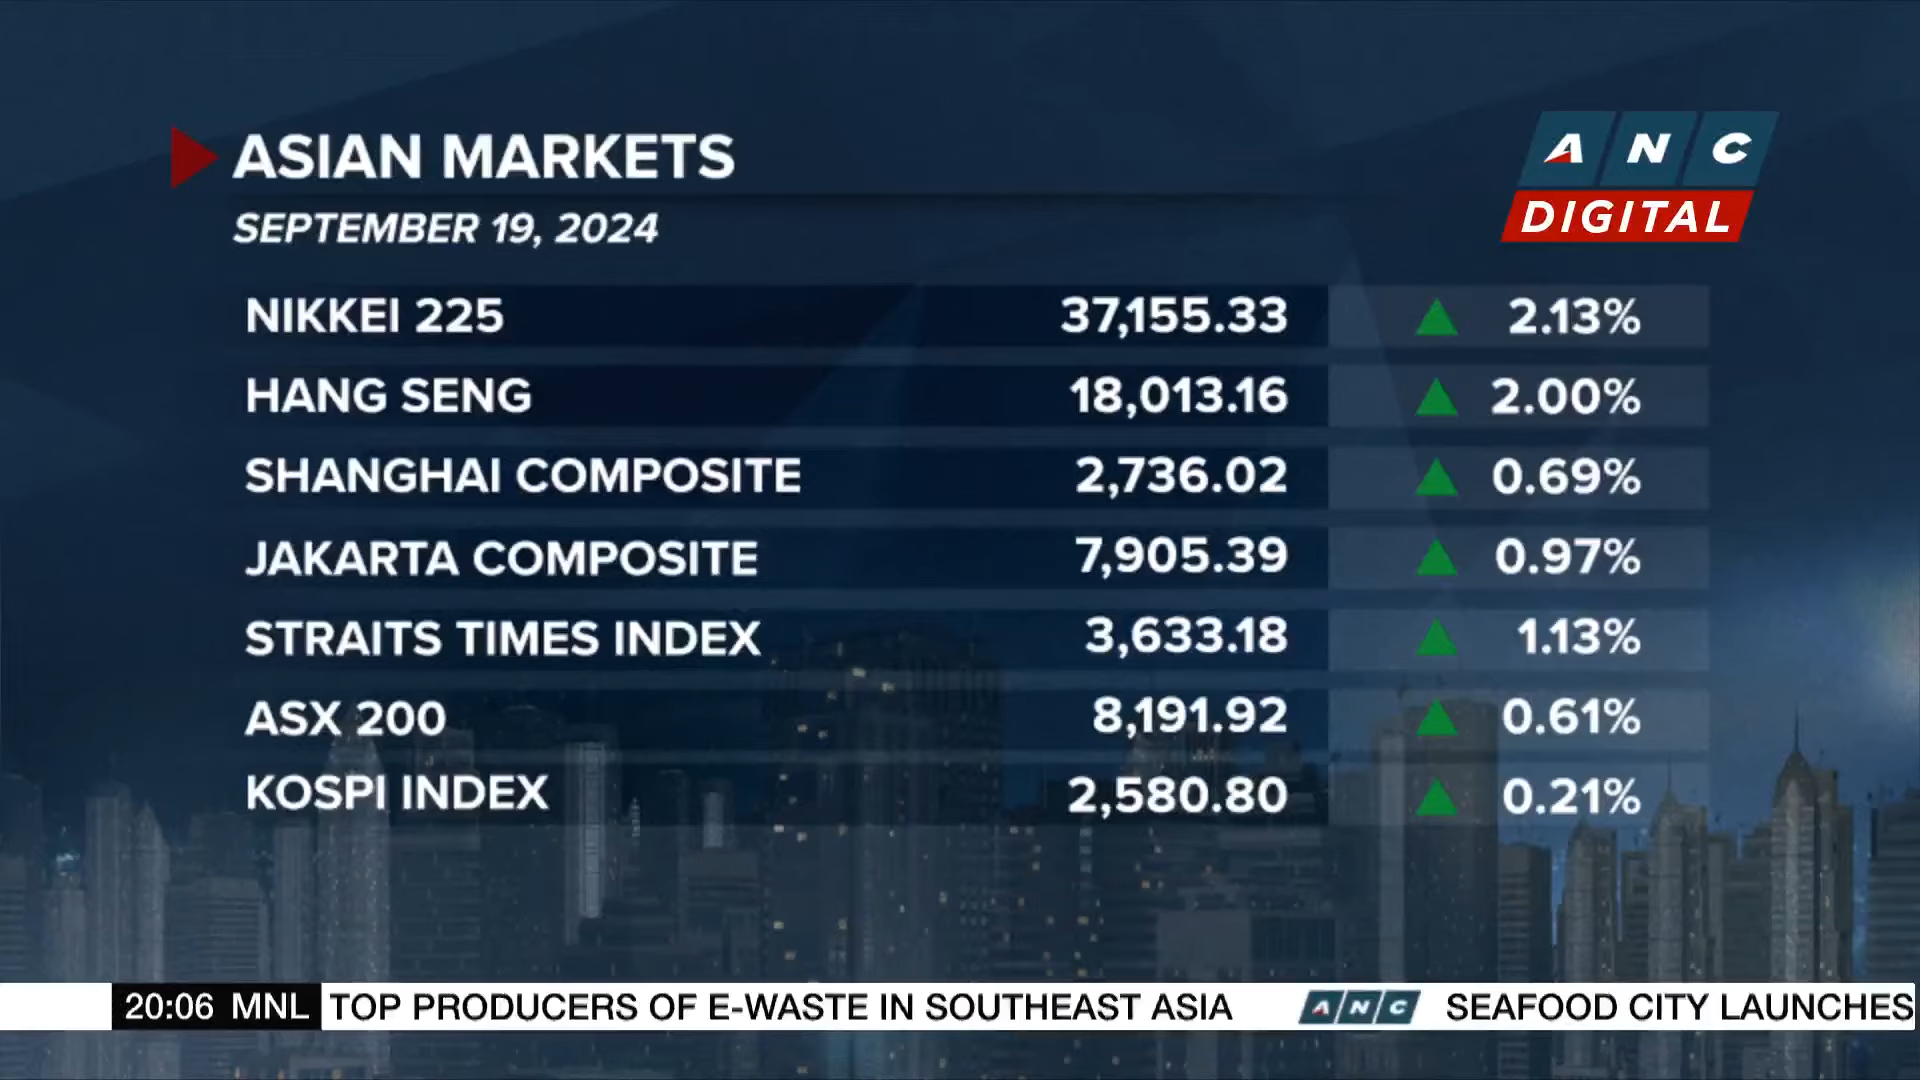 ASIAN MARKETS
SEPTEMBER 19, 2024
ANC
DIGITAL
NIKKEI 225 37,155.33 2.13%
HANG SENG 18,013.16 2.00%
SHANGHAI COMPOSITE 2,736.02 0.69%
JAKARTA COMPOSITE 7,905.39 0.97%
STRAITS TIMES INDEX 3,633.18 1.13%
ASX 200 8,191.92 0.61%
KOSPI INDEX 2,580.80 0.21%
20:06 MNL TOP PRODUCERS OF E-WASTE IN SOUTHEAST ASIA ANC SEAFOOD CITY LAUNCHES